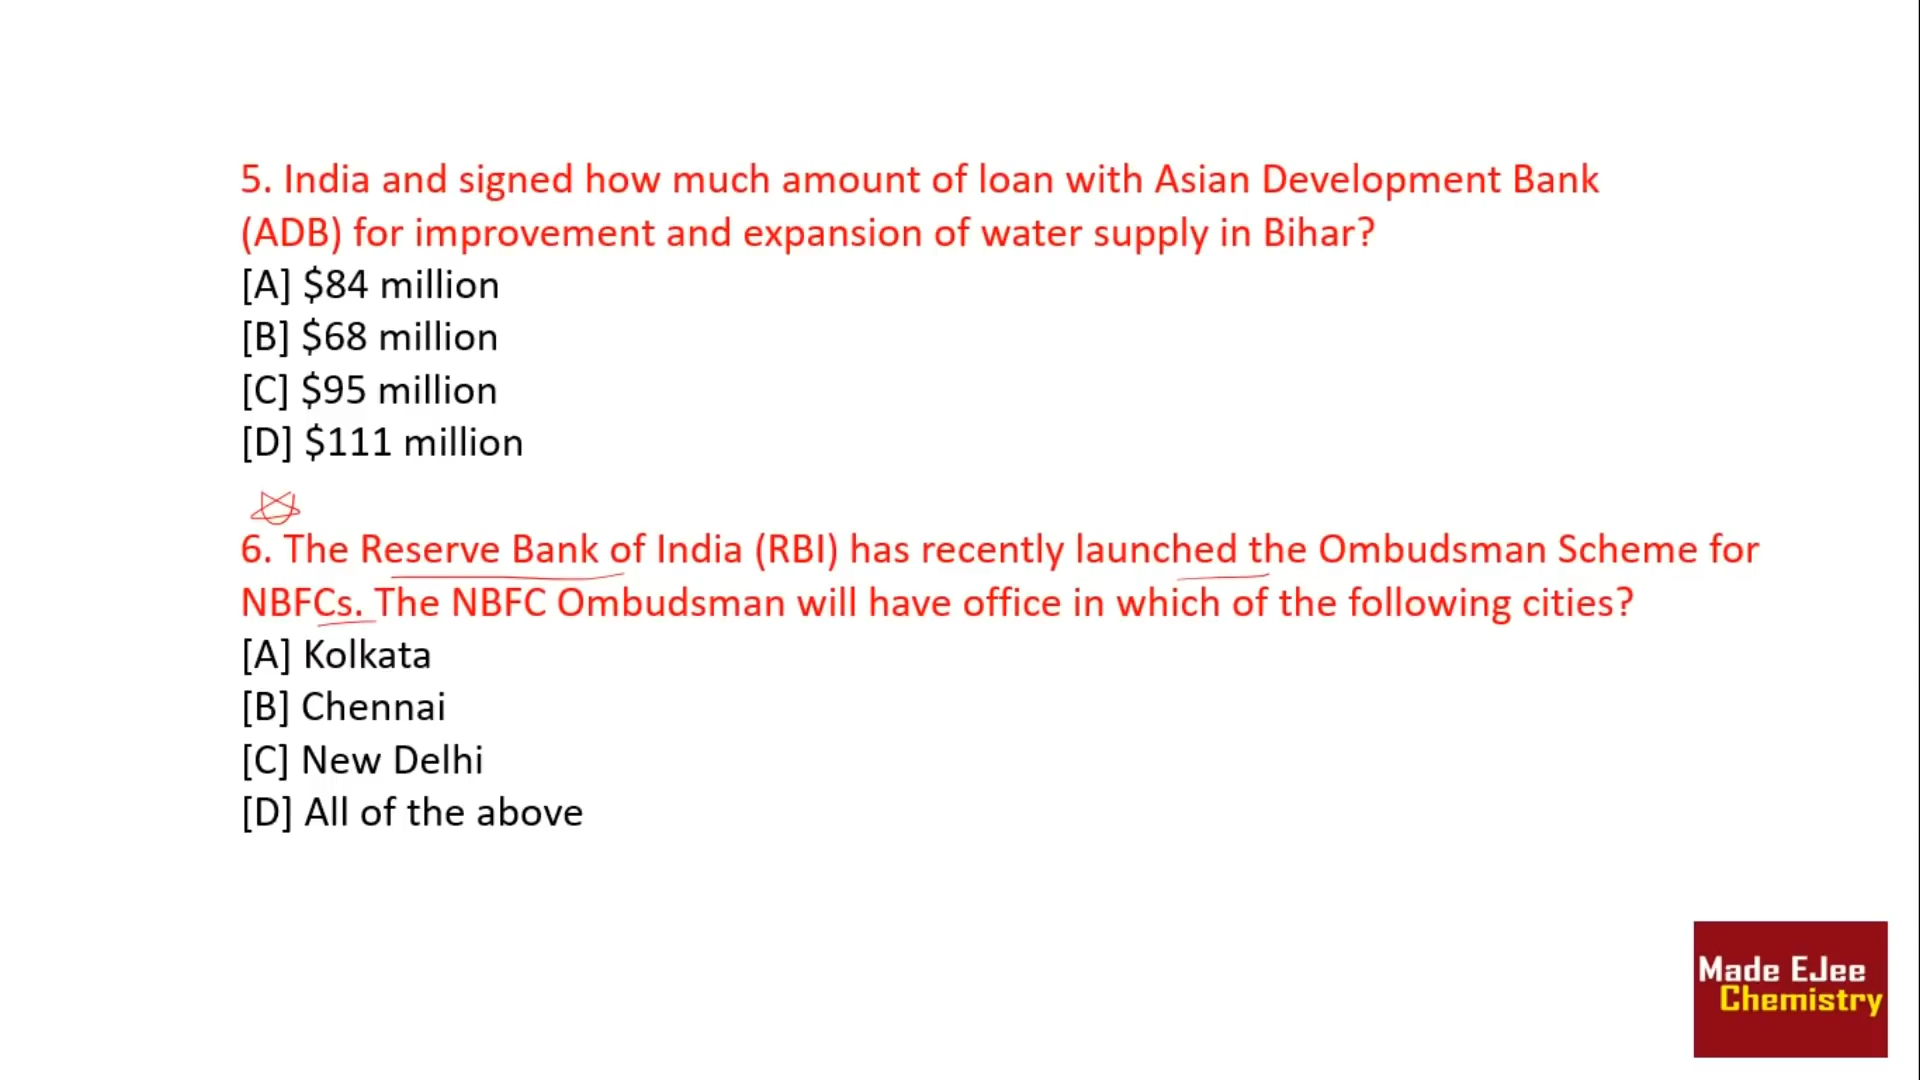 5. India and signed how much amount of loan with Asian Development Bank
(ADB) for improvement and expansion of water supply in Bihar?
[A] $84 million
[B] $68 million
[C] $95 million
[D] $111 million
6. The Reserve Bank of India (RBI) has recently launched the Ombudsman Scheme for
NBFCs. The NBFC Ombudsman will have office in which of the following cities?
[A] Kolkata
[B] Chennai
[C] New Delhi
[D] All of the above
Made EJee
Chemistry